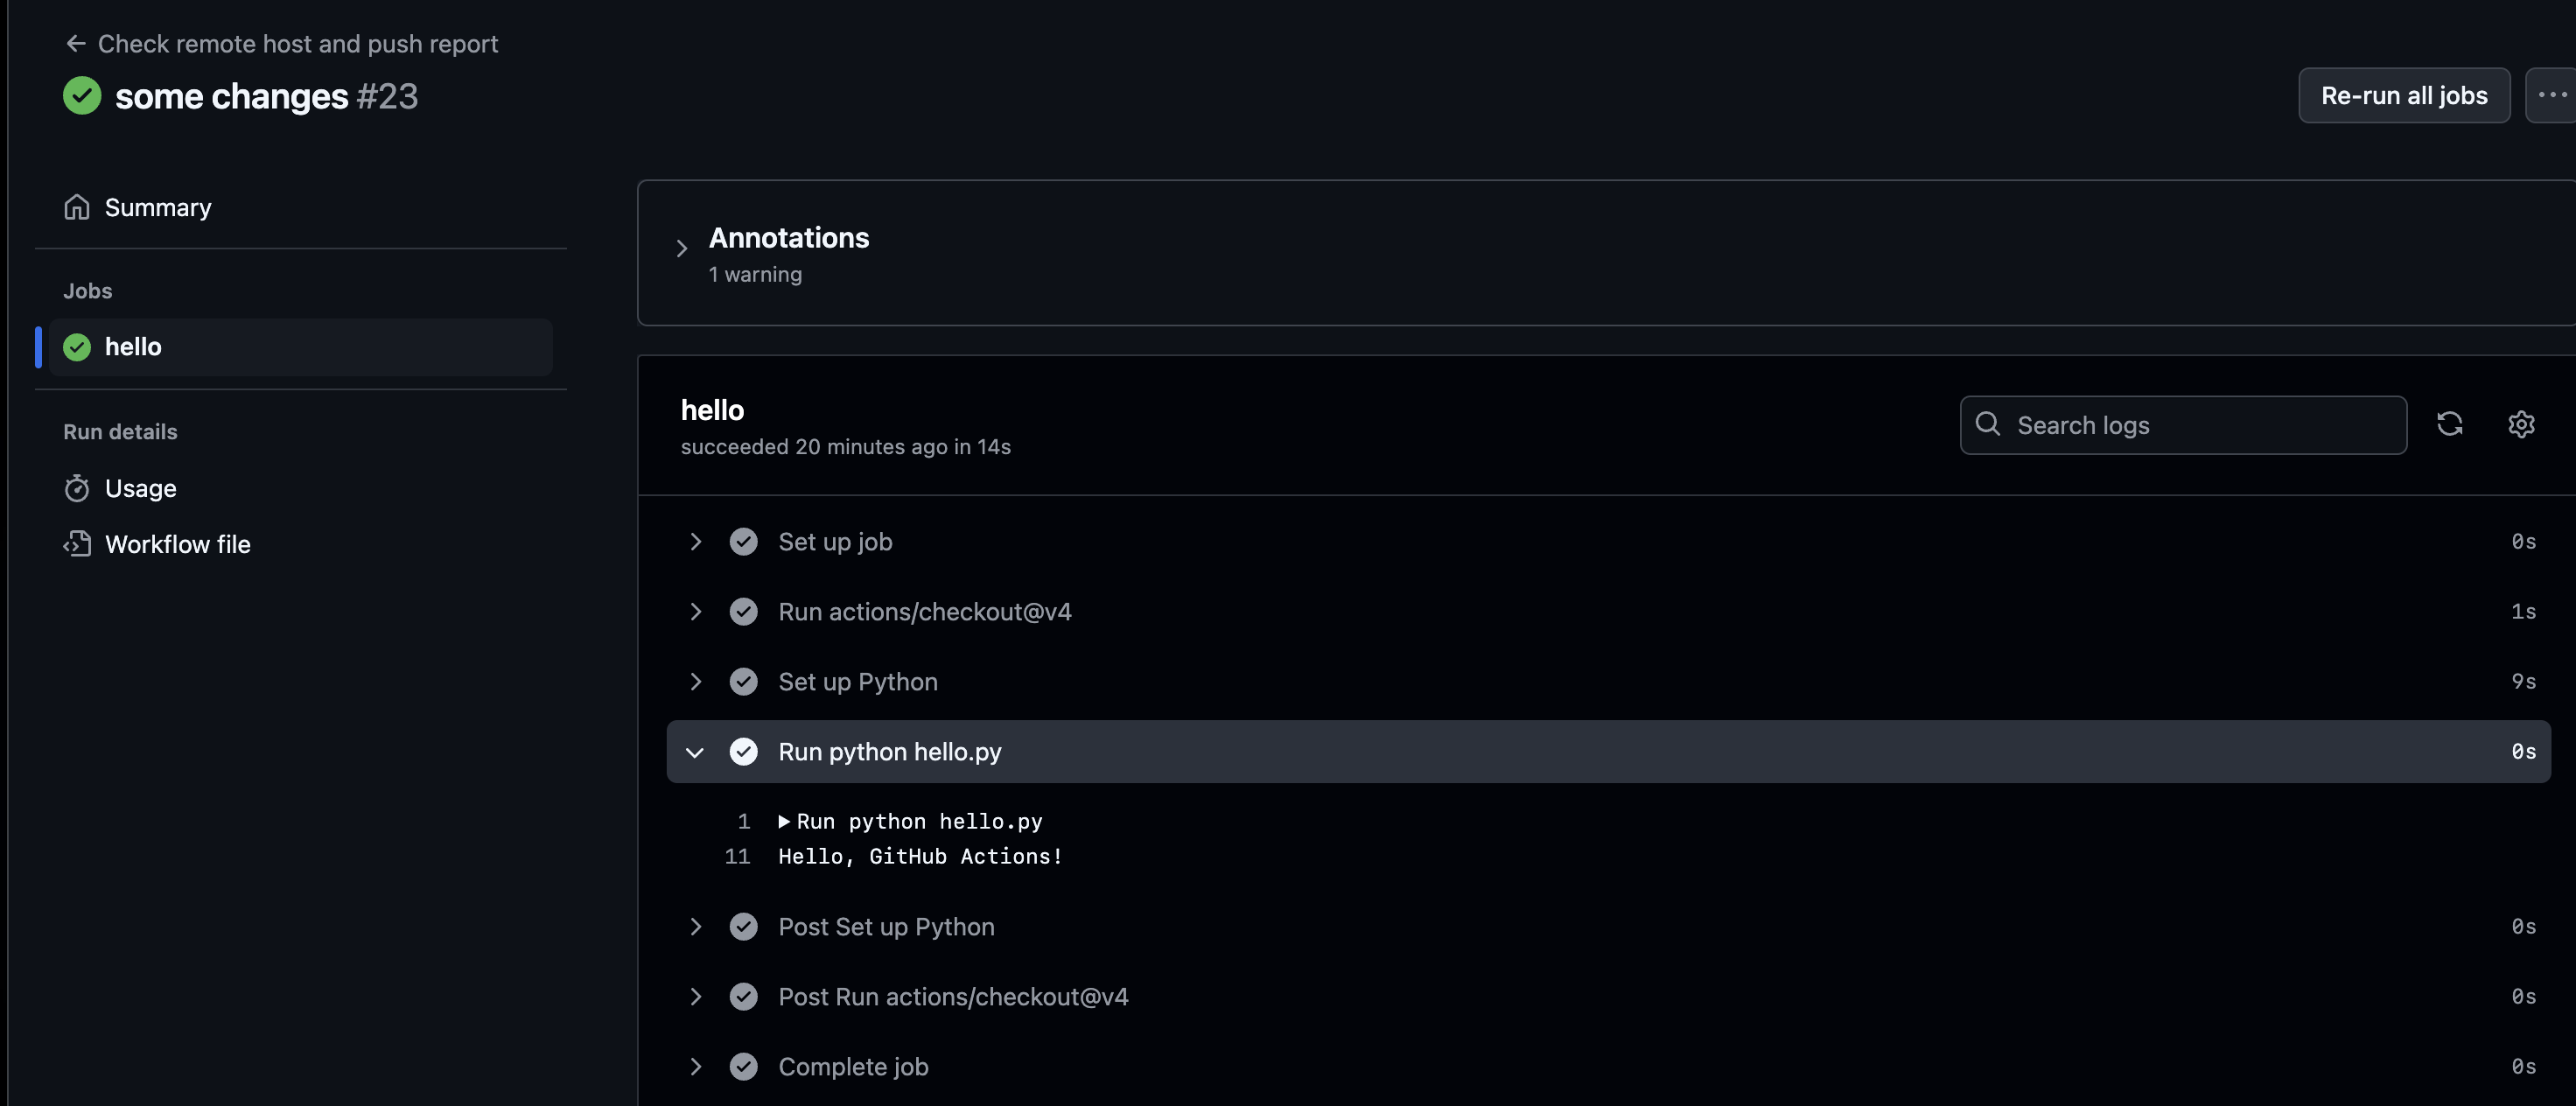 Check remote host and push report
some changes #23
Re-run all jobs
Summary
Jobs
hello
Run details
Usage
Workflow file
Annotations
1 warning
hello
succeeded 20 minutes ago in 14s
Search logs
Set up job 0s
Run actions/checkout@v4 1s
Set up Python 9s
Run python hello.py 0s
1 Run python hello.py
11 Hello, GitHub Actions!
Post Set up Python 0s
Post Run actions/checkout@v4 0s
Complete job 0s